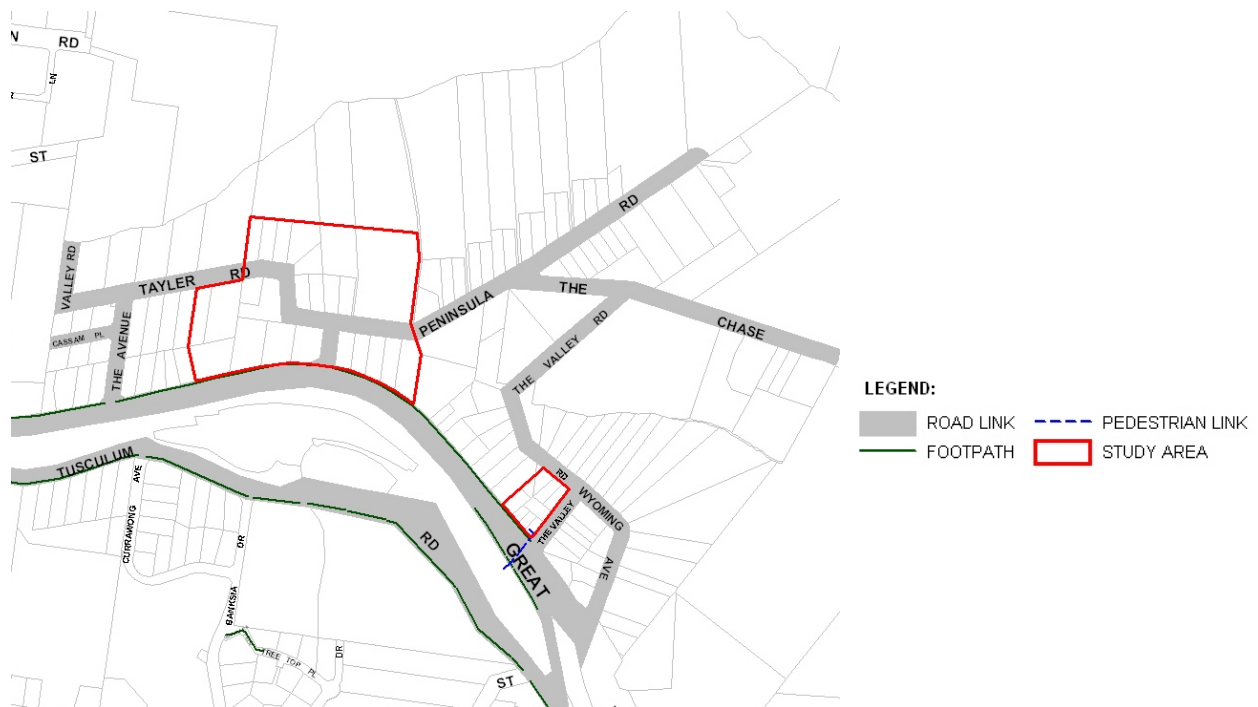 N RD
LN
R
ST
VALLEY RD
TAYLER RD
CASSAM PL
THE AVENUE
PENINSULA RD
THE CHASE
THE VALLEY RD
LEGEND:
ROAD LINK
PEDESTRIAN LINK
FOOTPATH
STUDY AREA
TUSCULUM RD
CURRAWONG AVE
BANKSIA DR
TREE TOP PL
DR
ST
GREAT
THE VALLEY RD
WYOMING AVE